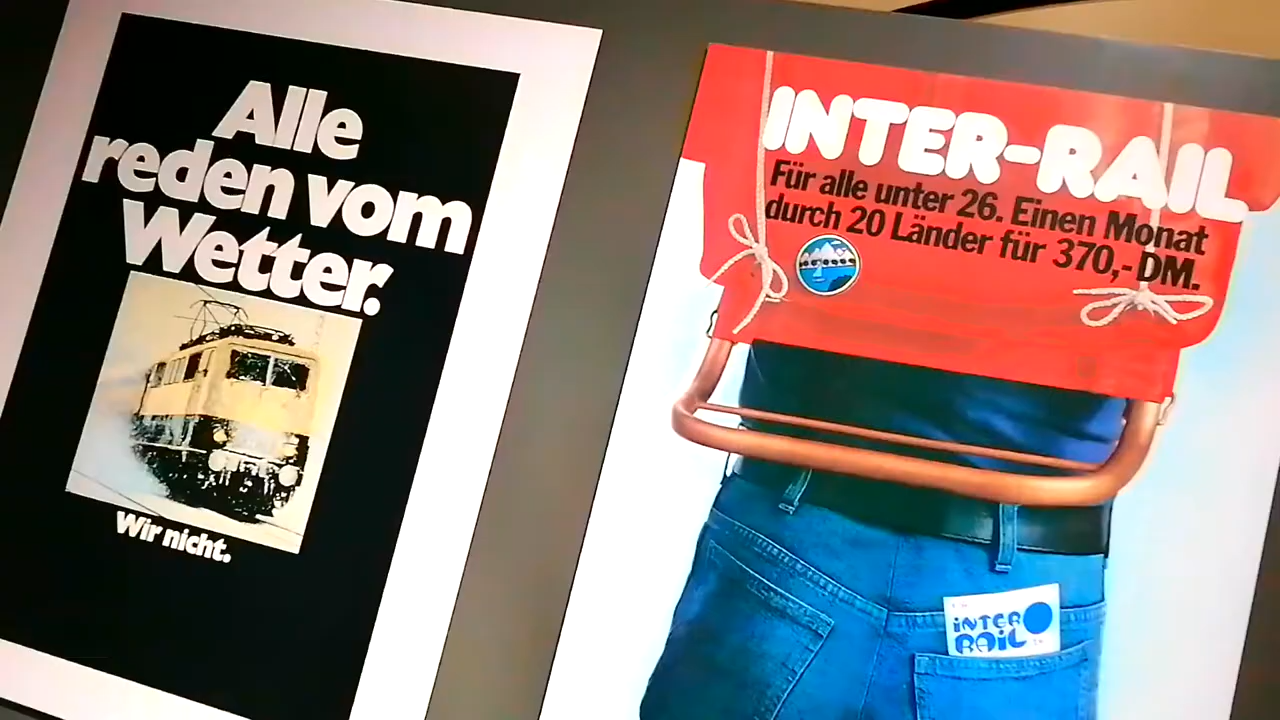 Alle
reden vom
Wetter.
Wir nicht.
INTER-RAIL
Für alle unter 26. Einen Monat
durch 20 Länder für 370,-DM.
INTER
RAIL